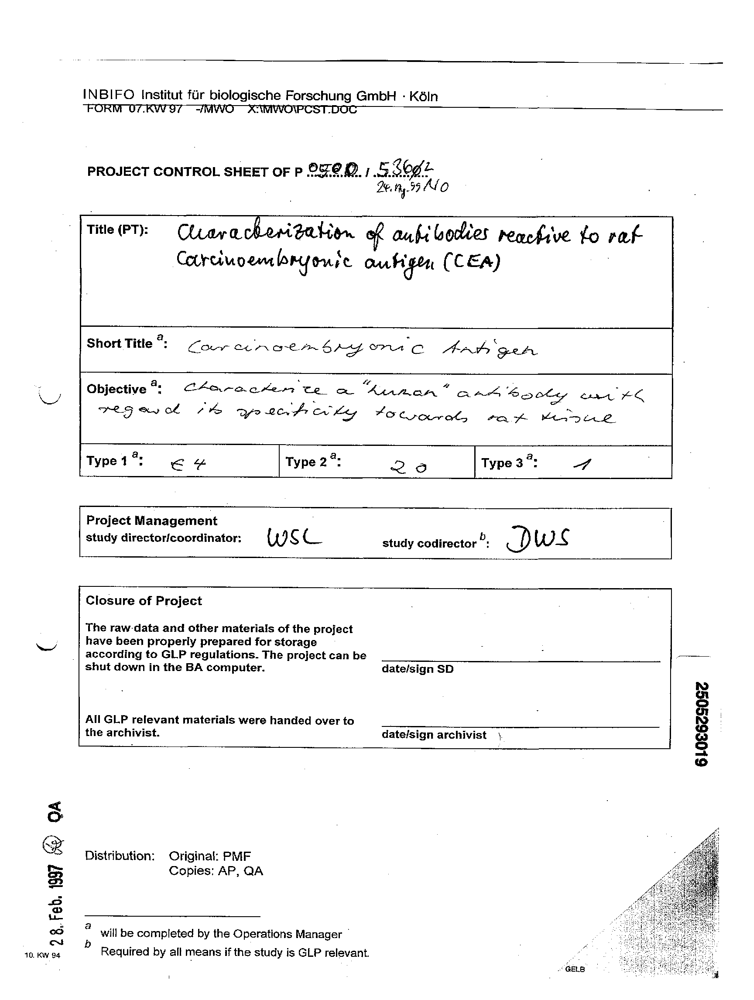 INBIFO Institut für biologische Forschung GmbH · Köln
FORM 07.KW 97 -/MWO X:\MWO\PCST.DOC
PROJECT CONTROL SHEET OF P 0500 /
Title (PT): Characterization of antibodies reactive to rat
Carcinoembryonic antigen (CEA)
Short Title a: Carcinoembryonic Antigen
Objective a: Characterize a "human" antibody with
regard its specificity towards rat tissue
Type 1 a: E4 Type 2 a: 20 Type 3 a: 1
Project Management
study director/coordinator: WSL study codirector b: DWS
Closure of Project
The raw data and other materials of the project
have been properly prepared for storage
according to GLP regulations. The project can be
shut down in the BA computer. date/sign SD
All GLP relevant materials were handed over to
the archivist. date/sign archivist
2505293019
28. Feb. 1997 QA
Distribution: Original: PMF
Copies: AP, QA
a will be completed by the Operations Manager
b Required by all means if the study is GLP relevant.
10. KW 94
GELB